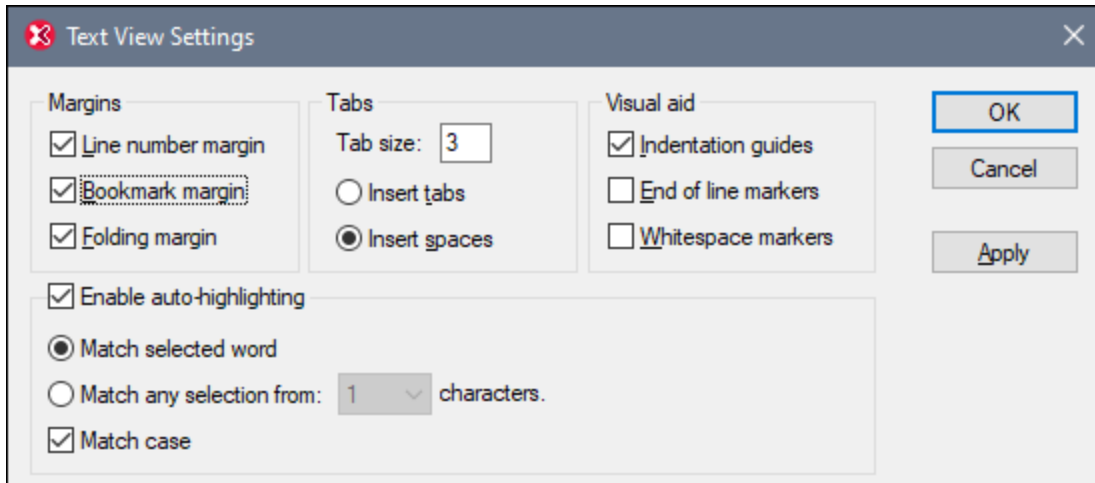 Text View Settings
Margins
Line number margin
Bookmark margin
Folding margin
Tabs
Tab size: 3
Insert tabs
Insert spaces
Visual aid
Indentation guides
End of line markers
Whitespace markers
OK
Cancel
Apply
Enable auto-highlighting
Match selected word
Match any selection from: 1 characters.
Match case